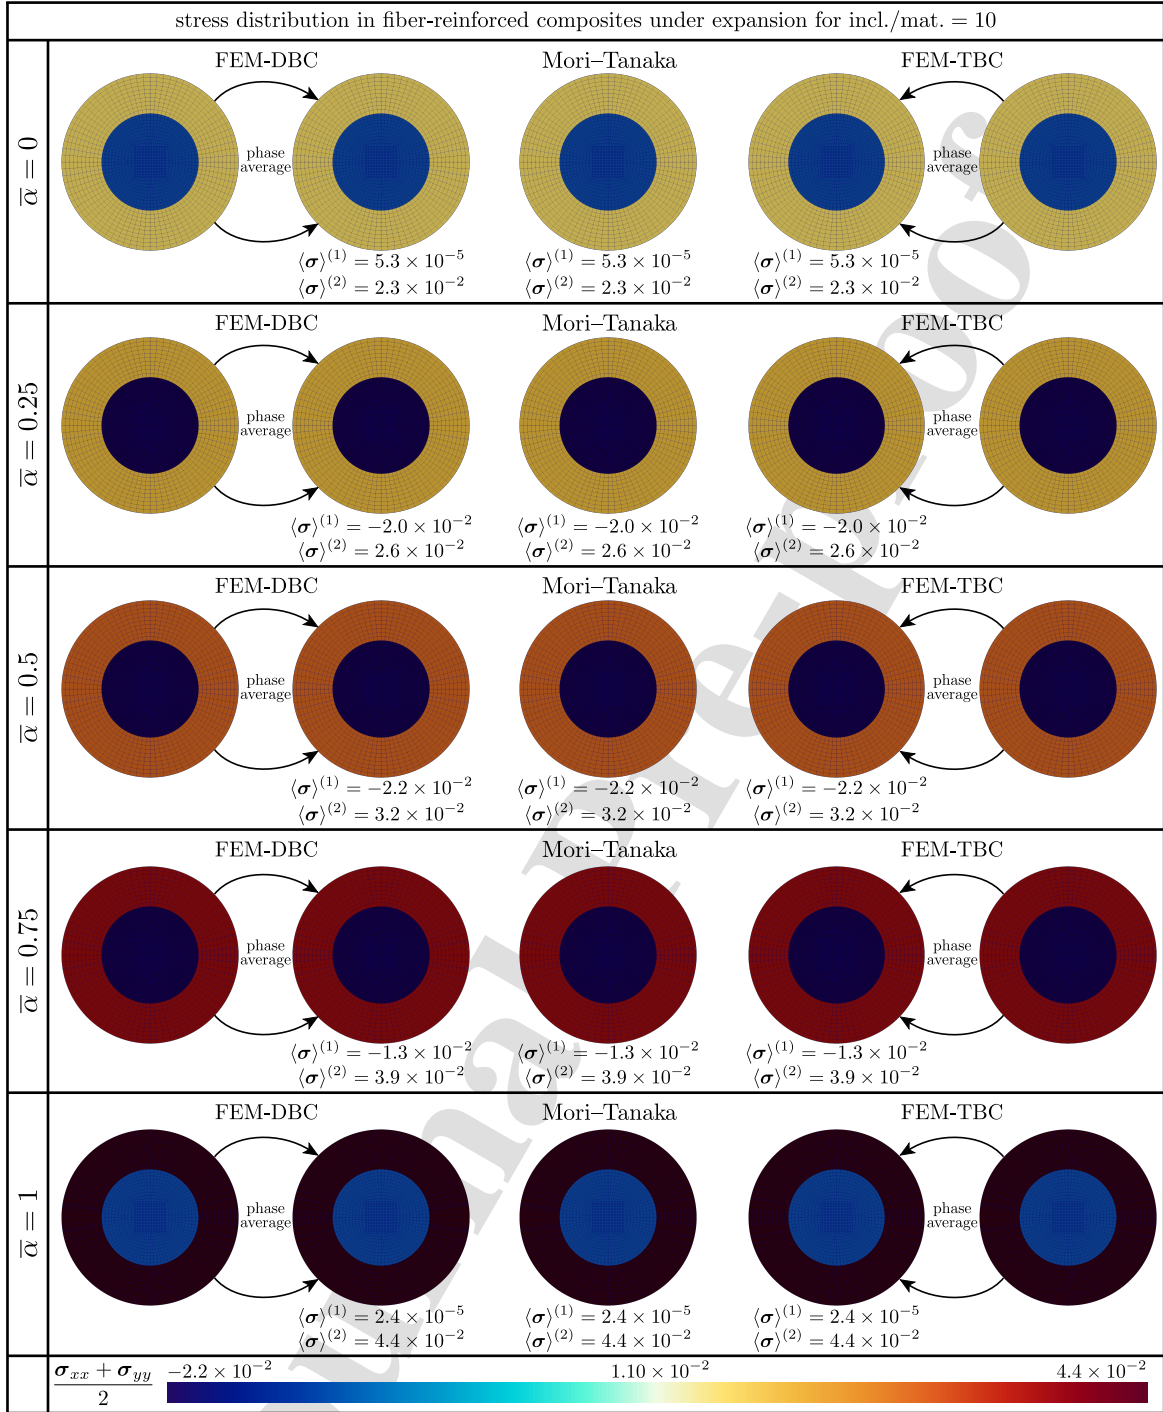 stress distribution in fiber-reinforced composites under expansion for incl./mat. = 10
α̅ = 0
FEM-DBC
Mori–Tanaka
FEM-TBC
phase
average
phase
average
⟨σ⟩⁽¹⁾ = 5.3 × 10⁻⁵
⟨σ⟩⁽¹⁾ = 5.3 × 10⁻⁵
⟨σ⟩⁽¹⁾ = 5.3 × 10⁻⁵
⟨σ⟩⁽²⁾ = 2.3 × 10⁻²
⟨σ⟩⁽²⁾ = 2.3 × 10⁻²
⟨σ⟩⁽²⁾ = 2.3 × 10⁻²
α̅ = 0.25
FEM-DBC
Mori–Tanaka
FEM-TBC
phase
average
phase
average
⟨σ⟩⁽¹⁾ = −2.0 × 10⁻²
⟨σ⟩⁽¹⁾ = −2.0 × 10⁻²
⟨σ⟩⁽¹⁾ = −2.0 × 10⁻²
⟨σ⟩⁽²⁾ = 2.6 × 10⁻²
⟨σ⟩⁽²⁾ = 2.6 × 10⁻²
⟨σ⟩⁽²⁾ = 2.6 × 10⁻²
α̅ = 0.5
FEM-DBC
Mori–Tanaka
FEM-TBC
phase
average
phase
average
⟨σ⟩⁽¹⁾ = −2.2 × 10⁻²
⟨σ⟩⁽¹⁾ = −2.2 × 10⁻²
⟨σ⟩⁽¹⁾ = −2.2 × 10⁻²
⟨σ⟩⁽²⁾ = 3.2 × 10⁻²
⟨σ⟩⁽²⁾ = 3.2 × 10⁻²
⟨σ⟩⁽²⁾ = 3.2 × 10⁻²
α̅ = 0.75
FEM-DBC
Mori–Tanaka
FEM-TBC
phase
average
phase
average
⟨σ⟩⁽¹⁾ = −1.3 × 10⁻²
⟨σ⟩⁽¹⁾ = −1.3 × 10⁻²
⟨σ⟩⁽¹⁾ = −1.3 × 10⁻²
⟨σ⟩⁽²⁾ = 3.9 × 10⁻²
⟨σ⟩⁽²⁾ = 3.9 × 10⁻²
⟨σ⟩⁽²⁾ = 3.9 × 10⁻²
α̅ = 1
FEM-DBC
Mori–Tanaka
FEM-TBC
phase
average
phase
average
⟨σ⟩⁽¹⁾ = 2.4 × 10⁻⁵
⟨σ⟩⁽¹⁾ = 2.4 × 10⁻⁵
⟨σ⟩⁽¹⁾ = 2.4 × 10⁻⁵
⟨σ⟩⁽²⁾ = 4.4 × 10⁻²
⟨σ⟩⁽²⁾ = 4.4 × 10⁻²
⟨σ⟩⁽²⁾ = 4.4 × 10⁻²
σxx + σyy
2
−2.2 × 10⁻²
1.10 × 10⁻²
4.4 × 10⁻²